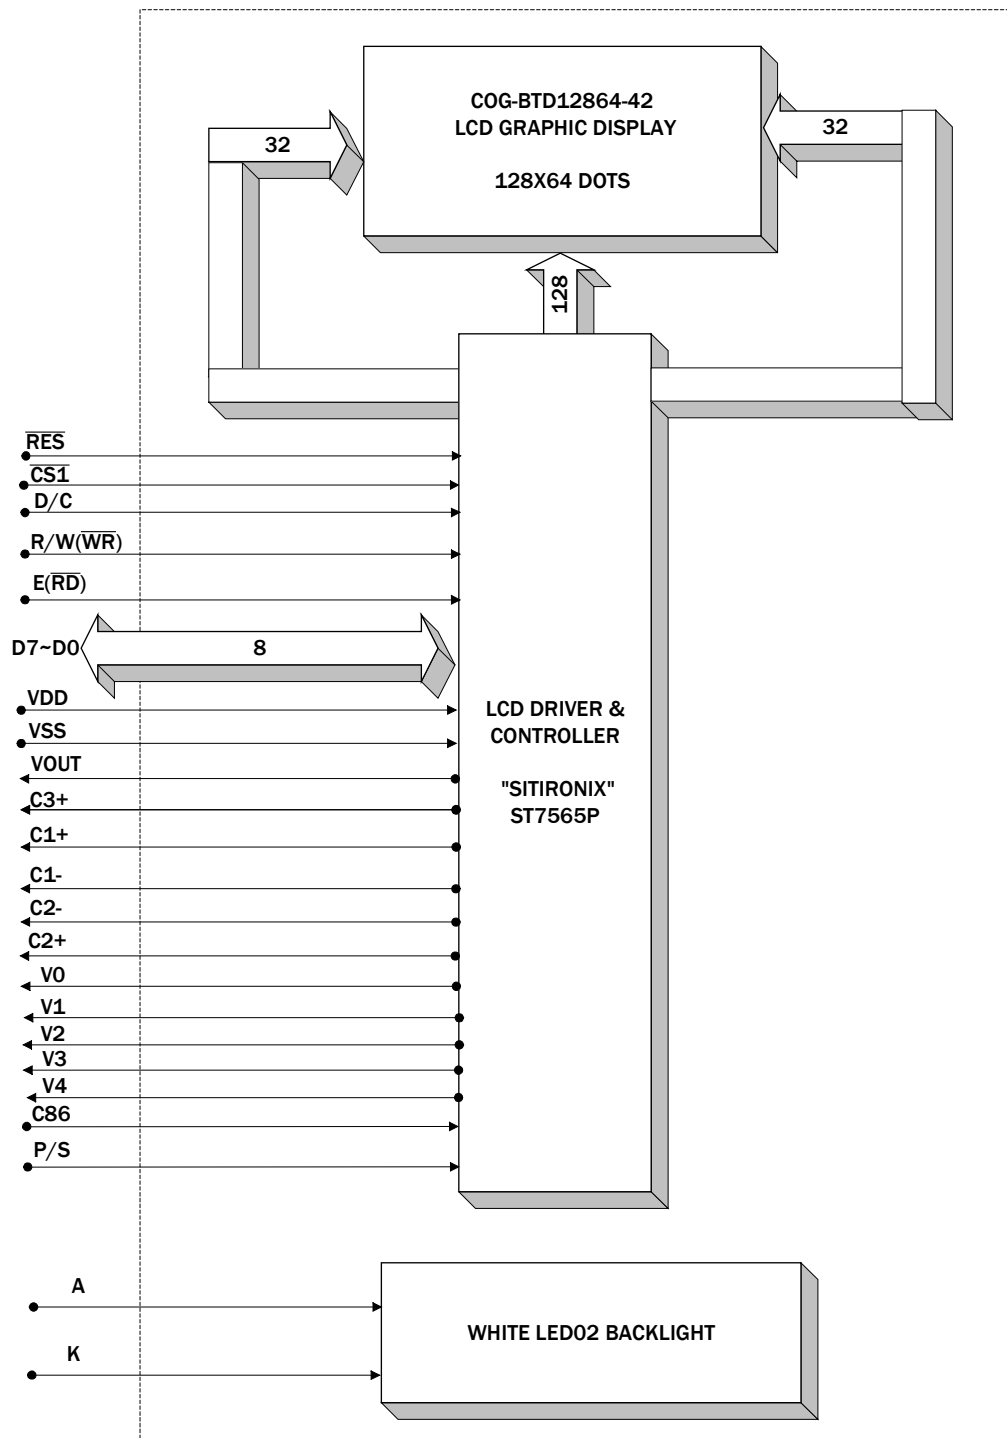 COG-BTD12864-42
LCD GRAPHIC DISPLAY
128X64 DOTS
32
32
128
RES
CS1
D/C
R/W(WR)
E(RD)
D7~D0
8
VDD
VSS
VOUT
C3+
C1+
C1-
C2-
C2+
V0
V1
V2
V3
V4
C86
P/S
LCD DRIVER &
CONTROLLER
"SITIRONIX"
ST7565P
A
K
WHITE LED02 BACKLIGHT